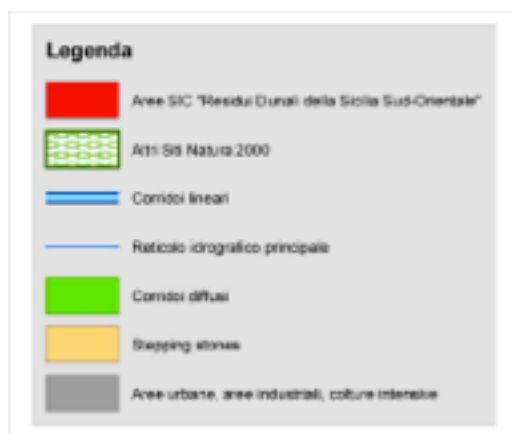 Legenda
Aree SIC "Residui Dunali della Sicilia Sud-Orientale"
Altri Siti Natura 2000
Corridoi lineari
Reticolo idrografico principale
Corridoi diffusi
Stepping stones
Aree urbane, aree industriali, colture intensive